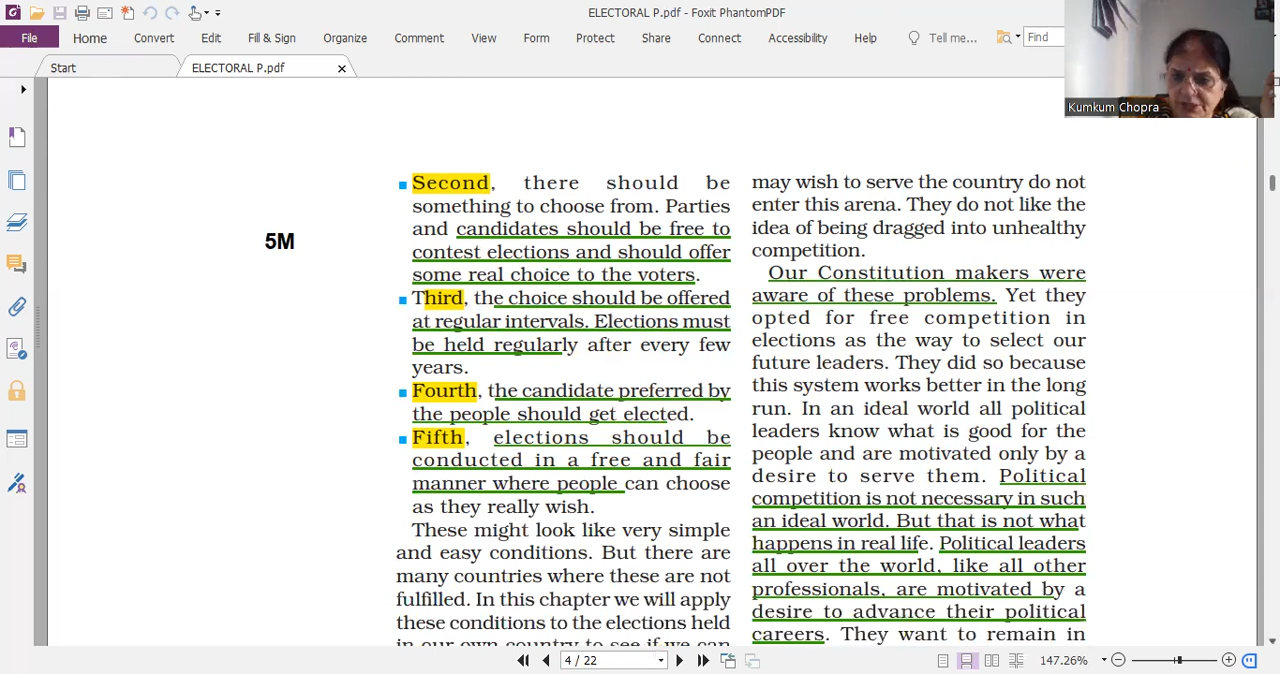 ELECTORAL P.pdf - Foxit PhantomPDF
File Home Convert Edit Fill & Sign Organize Comment View Form Protect Share Connect Accessibility Help Tell me... Find
Start ELECTORAL P.pdf
Kumkum Chopra
5M
Second, there should be
something to choose from. Parties
and candidates should be free to
contest elections and should offer
some real choice to the voters.
Third, the choice should be offered
at regular intervals. Elections must
be held regularly after every few
years.
Fourth, the candidate preferred by
the people should get elected.
Fifth, elections should be
conducted in a free and fair
manner where people can choose
as they really wish.
These might look like very simple
and easy conditions. But there are
many countries where these are not
fulfilled. In this chapter we will apply
these conditions to the elections held
in our own country to see if we can
may wish to serve the country do not
enter this arena. They do not like the
idea of being dragged into unhealthy
competition.
Our Constitution makers were
aware of these problems. Yet they
opted for free competition in
elections as the way to select our
future leaders. They did so because
this system works better in the long
run. In an ideal world all political
leaders know what is good for the
people and are motivated only by a
desire to serve them. Political
competition is not necessary in such
an ideal world. But that is not what
happens in real life. Political leaders
all over the world, like all other
professionals, are motivated by a
desire to advance their political
careers. They want to remain in
4 / 22
147.26%